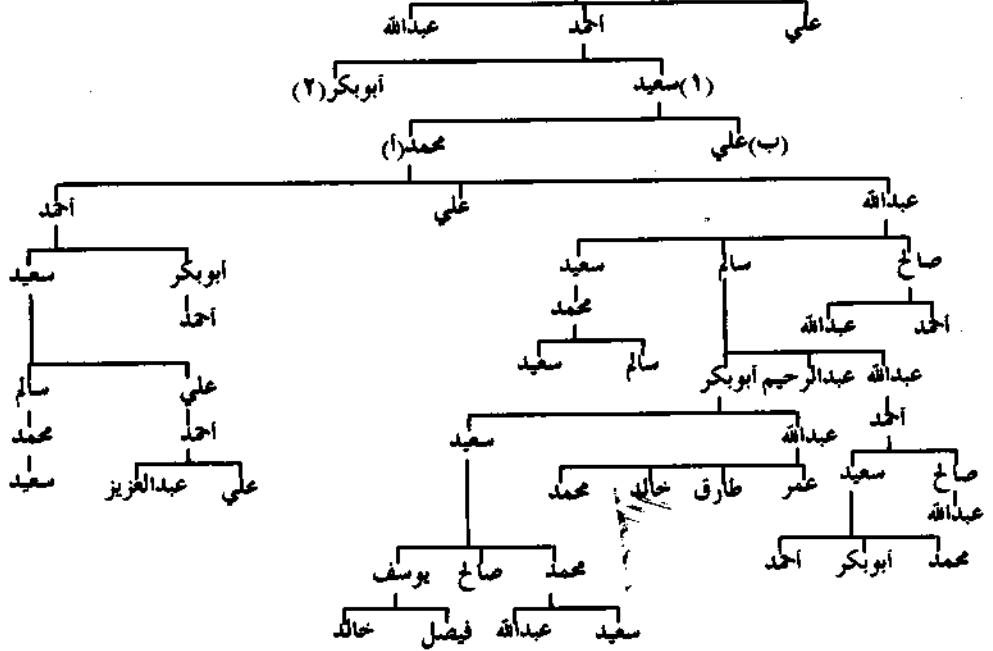 علي أحمد عبدالله
(١) سعيد أبوبكر (٢)
(ب) علي محمد (أ)
عبدالله علي أحمد
صالح سالم سعيد أبوبكر سعيد
أحمد عبدالله محمد أحمد
سالم سعيد
عبدالله عبدالرحيم أبوبكر علي سالم
أحمد عبدالله سعيد أحمد محمد
صالح سعيد عمر طارق خالد محمد علي عبدالعزيز سعيد
عبدالله
محمد أبوبكر أحمد محمد صالح يوسف
سعيد عبدالله فيصل خالد